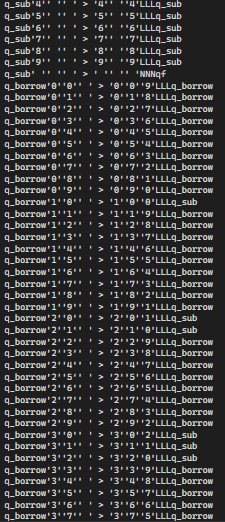 q_sub'4'' '' ' > '4'' ''4'LLLq_sub
q_sub'5'' '' ' > '5'' ''5'LLLq_sub
q_sub'6'' '' ' > '6'' ''6'LLLq_sub
q_sub'7'' '' ' > '7'' ''7'LLLq_sub
q_sub'8'' '' ' > '8'' ''8'LLLq_sub
q_sub'9'' '' ' > '9'' ''9'LLLq_sub
q_sub' '' '' ' > ' '' '' 'NNNqf
q_borrow'0''0'' ' > '0''0''9'LLLq_borrow
q_borrow'0''1'' ' > '0''1''8'LLLq_borrow
q_borrow'0''2'' ' > '0''2''7'LLLq_borrow
q_borrow'0''3'' ' > '0''3''6'LLLq_borrow
q_borrow'0''4'' ' > '0''4''5'LLLq_borrow
q_borrow'0''5'' ' > '0''5''4'LLLq_borrow
q_borrow'0''6'' ' > '0''6''3'LLLq_borrow
q_borrow'0''7'' ' > '0''7''2'LLLq_borrow
q_borrow'0''8'' ' > '0''8''1'LLLq_borrow
q_borrow'0''9'' ' > '0''9''0'LLLq_borrow
q_borrow'1''0'' ' > '1''0''0'LLLq_sub
q_borrow'1''1'' ' > '1''1''9'LLLq_borrow
q_borrow'1''2'' ' > '1''2''8'LLLq_borrow
q_borrow'1''3'' ' > '1''3''7'LLLq_borrow
q_borrow'1''4'' ' > '1''4''6'LLLq_borrow
q_borrow'1''5'' ' > '1''5''5'LLLq_borrow
q_borrow'1''6'' ' > '1''6''4'LLLq_borrow
q_borrow'1''7'' ' > '1''7''3'LLLq_borrow
q_borrow'1''8'' ' > '1''8''2'LLLq_borrow
q_borrow'1''9'' ' > '1''9''1'LLLq_borrow
q_borrow'2''0'' ' > '2''0''1'LLLq_sub
q_borrow'2''1'' ' > '2''1''0'LLLq_sub
q_borrow'2''2'' ' > '2''2''9'LLLq_borrow
q_borrow'2''3'' ' > '2''3''8'LLLq_borrow
q_borrow'2''4'' ' > '2''4''7'LLLq_borrow
q_borrow'2''5'' ' > '2''5''6'LLLq_borrow
q_borrow'2''6'' ' > '2''6''5'LLLq_borrow
q_borrow'2''7'' ' > '2''7''4'LLLq_borrow
q_borrow'2''8'' ' > '2''8''3'LLLq_borrow
q_borrow'2''9'' ' > '2''9''2'LLLq_borrow
q_borrow'3''0'' ' > '3''0''2'LLLq_sub
q_borrow'3''1'' ' > '3''1''1'LLLq_sub
q_borrow'3''2'' ' > '3''2''0'LLLq_sub
q_borrow'3''3'' ' > '3''3''9'LLLq_borrow
q_borrow'3''4'' ' > '3''4''8'LLLq_borrow
q_borrow'3''5'' ' > '3''5''7'LLLq_borrow
q_borrow'3''6'' ' > '3''6''6'LLLq_borrow
q_borrow'3''7'' ' > '3''7''5'LLLq_borrow